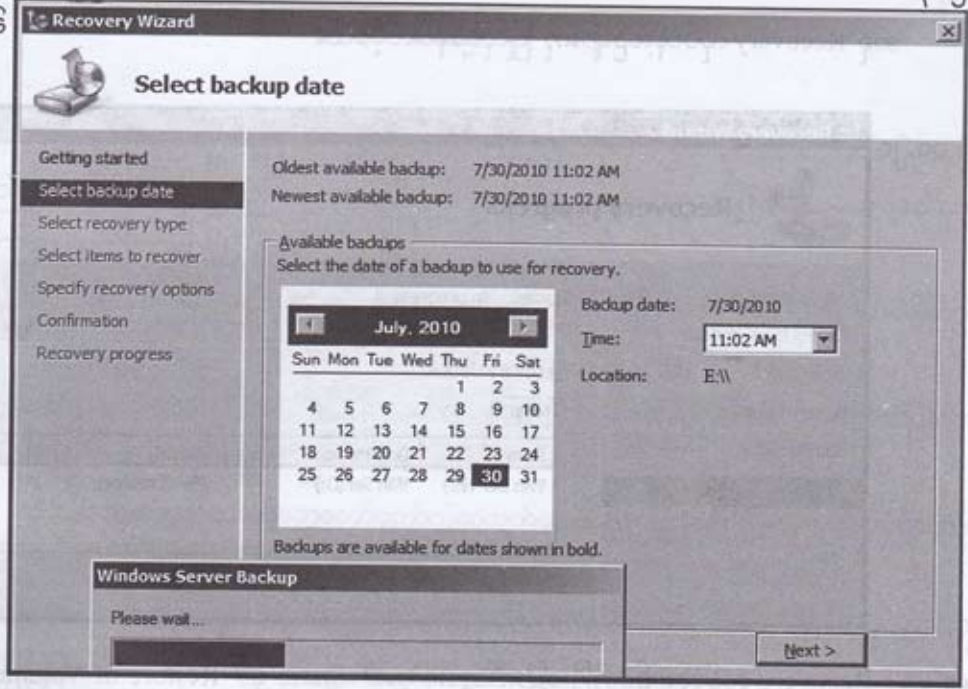 Recovery Wizard
Select backup date
Getting started
Select backup date
Select recovery type
Select items to recover
Specify recovery options
Confirmation
Recovery progress
Oldest available backup: 7/30/2010 11:02 AM
Newest available backup: 7/30/2010 11:02 AM
Available backups
Select the date of a backup to use for recovery.
July, 2010
Sun Mon Tue Wed Thu Fri Sat
1 2 3
4 5 6 7 8 9 10
11 12 13 14 15 16 17
18 19 20 21 22 23 24
25 26 27 28 29 30 31
Backup date: 7/30/2010
Time: 11:02 AM
Location: E:\\
Backups are available for dates shown in bold.
Windows Server Backup
Please wait...
Next >